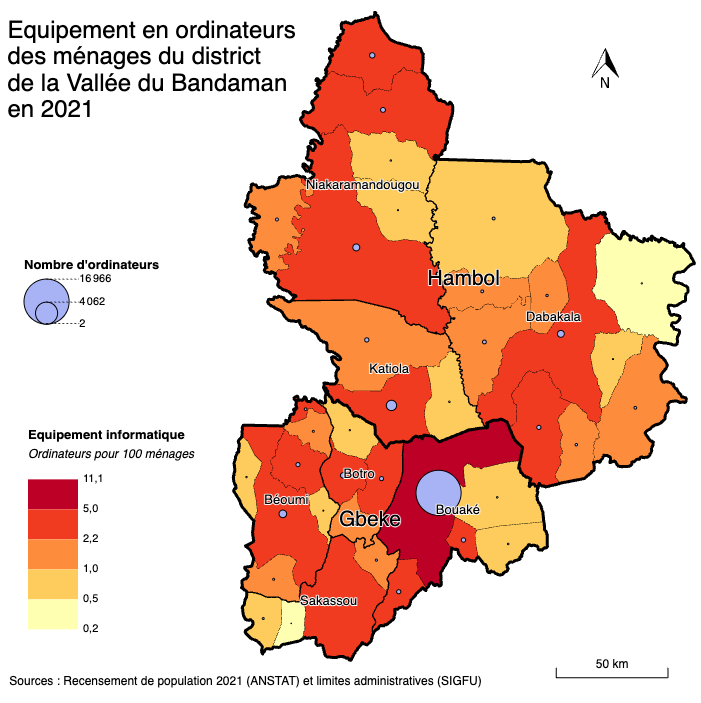 Equipement en ordinateurs
des ménages du district
de la Vallée du Bandaman
en 2021
N
Niakaramandougou
Nombre d'ordinateurs
16 966
4 062
2
Hambol
Dabakala
Katiola
Equipement informatique
Ordinateurs pour 100 ménages
11,1
5,0
2,2
1,0
0,5
0,2
Botro
Béoumi
Bouaké
Gbeke
Sakassou
50 km
Sources : Recensement de population 2021 (ANSTAT) et limites administratives (SIGFU)